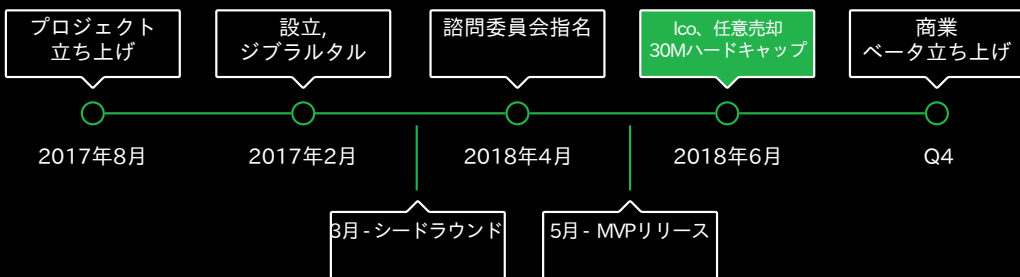 プロジェクト
立ち上げ
設立,
ジブラルタル
諮問委員会指名
Ico、任意売却
30Mハードキャップ
商業
ベータ立ち上げ
2017年8月
2017年2月
2018年4月
2018年6月
Q4
3月 - シードラウンド
5月 - MVPリリース